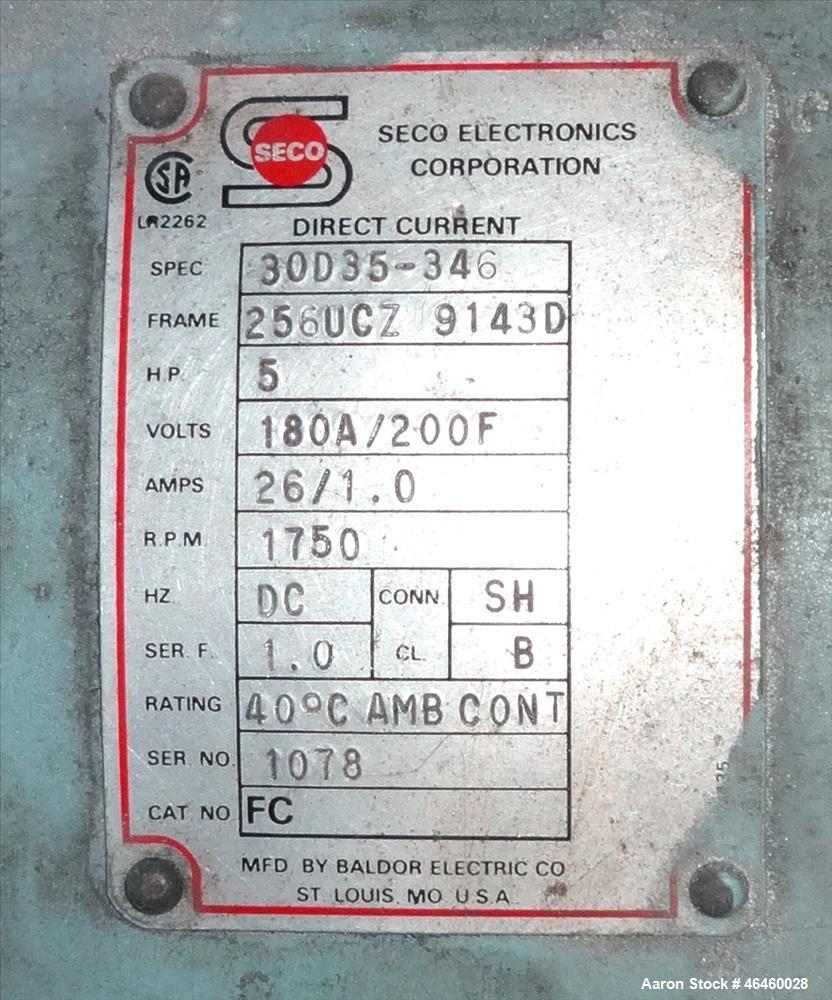 SECO
SECO ELECTRONICS
CORPORATION
SA
LR2262
DIRECT CURRENT
SPEC 30D35-346
FRAME 256UCZ 9143D
H.P. 5
VOLTS 180A/200F
AMPS 26/1.0
R.P.M 1750
HZ DC CONN. SH
SER. F. 1.0 CL. B
RATING 40°C AMB CONT
SER. NO. 1078
CAT. NO. FC
MFD. BY BALDOR ELECTRIC CO
ST. LOUIS, MO. U.S.A.
Aaron Stock # 46460028